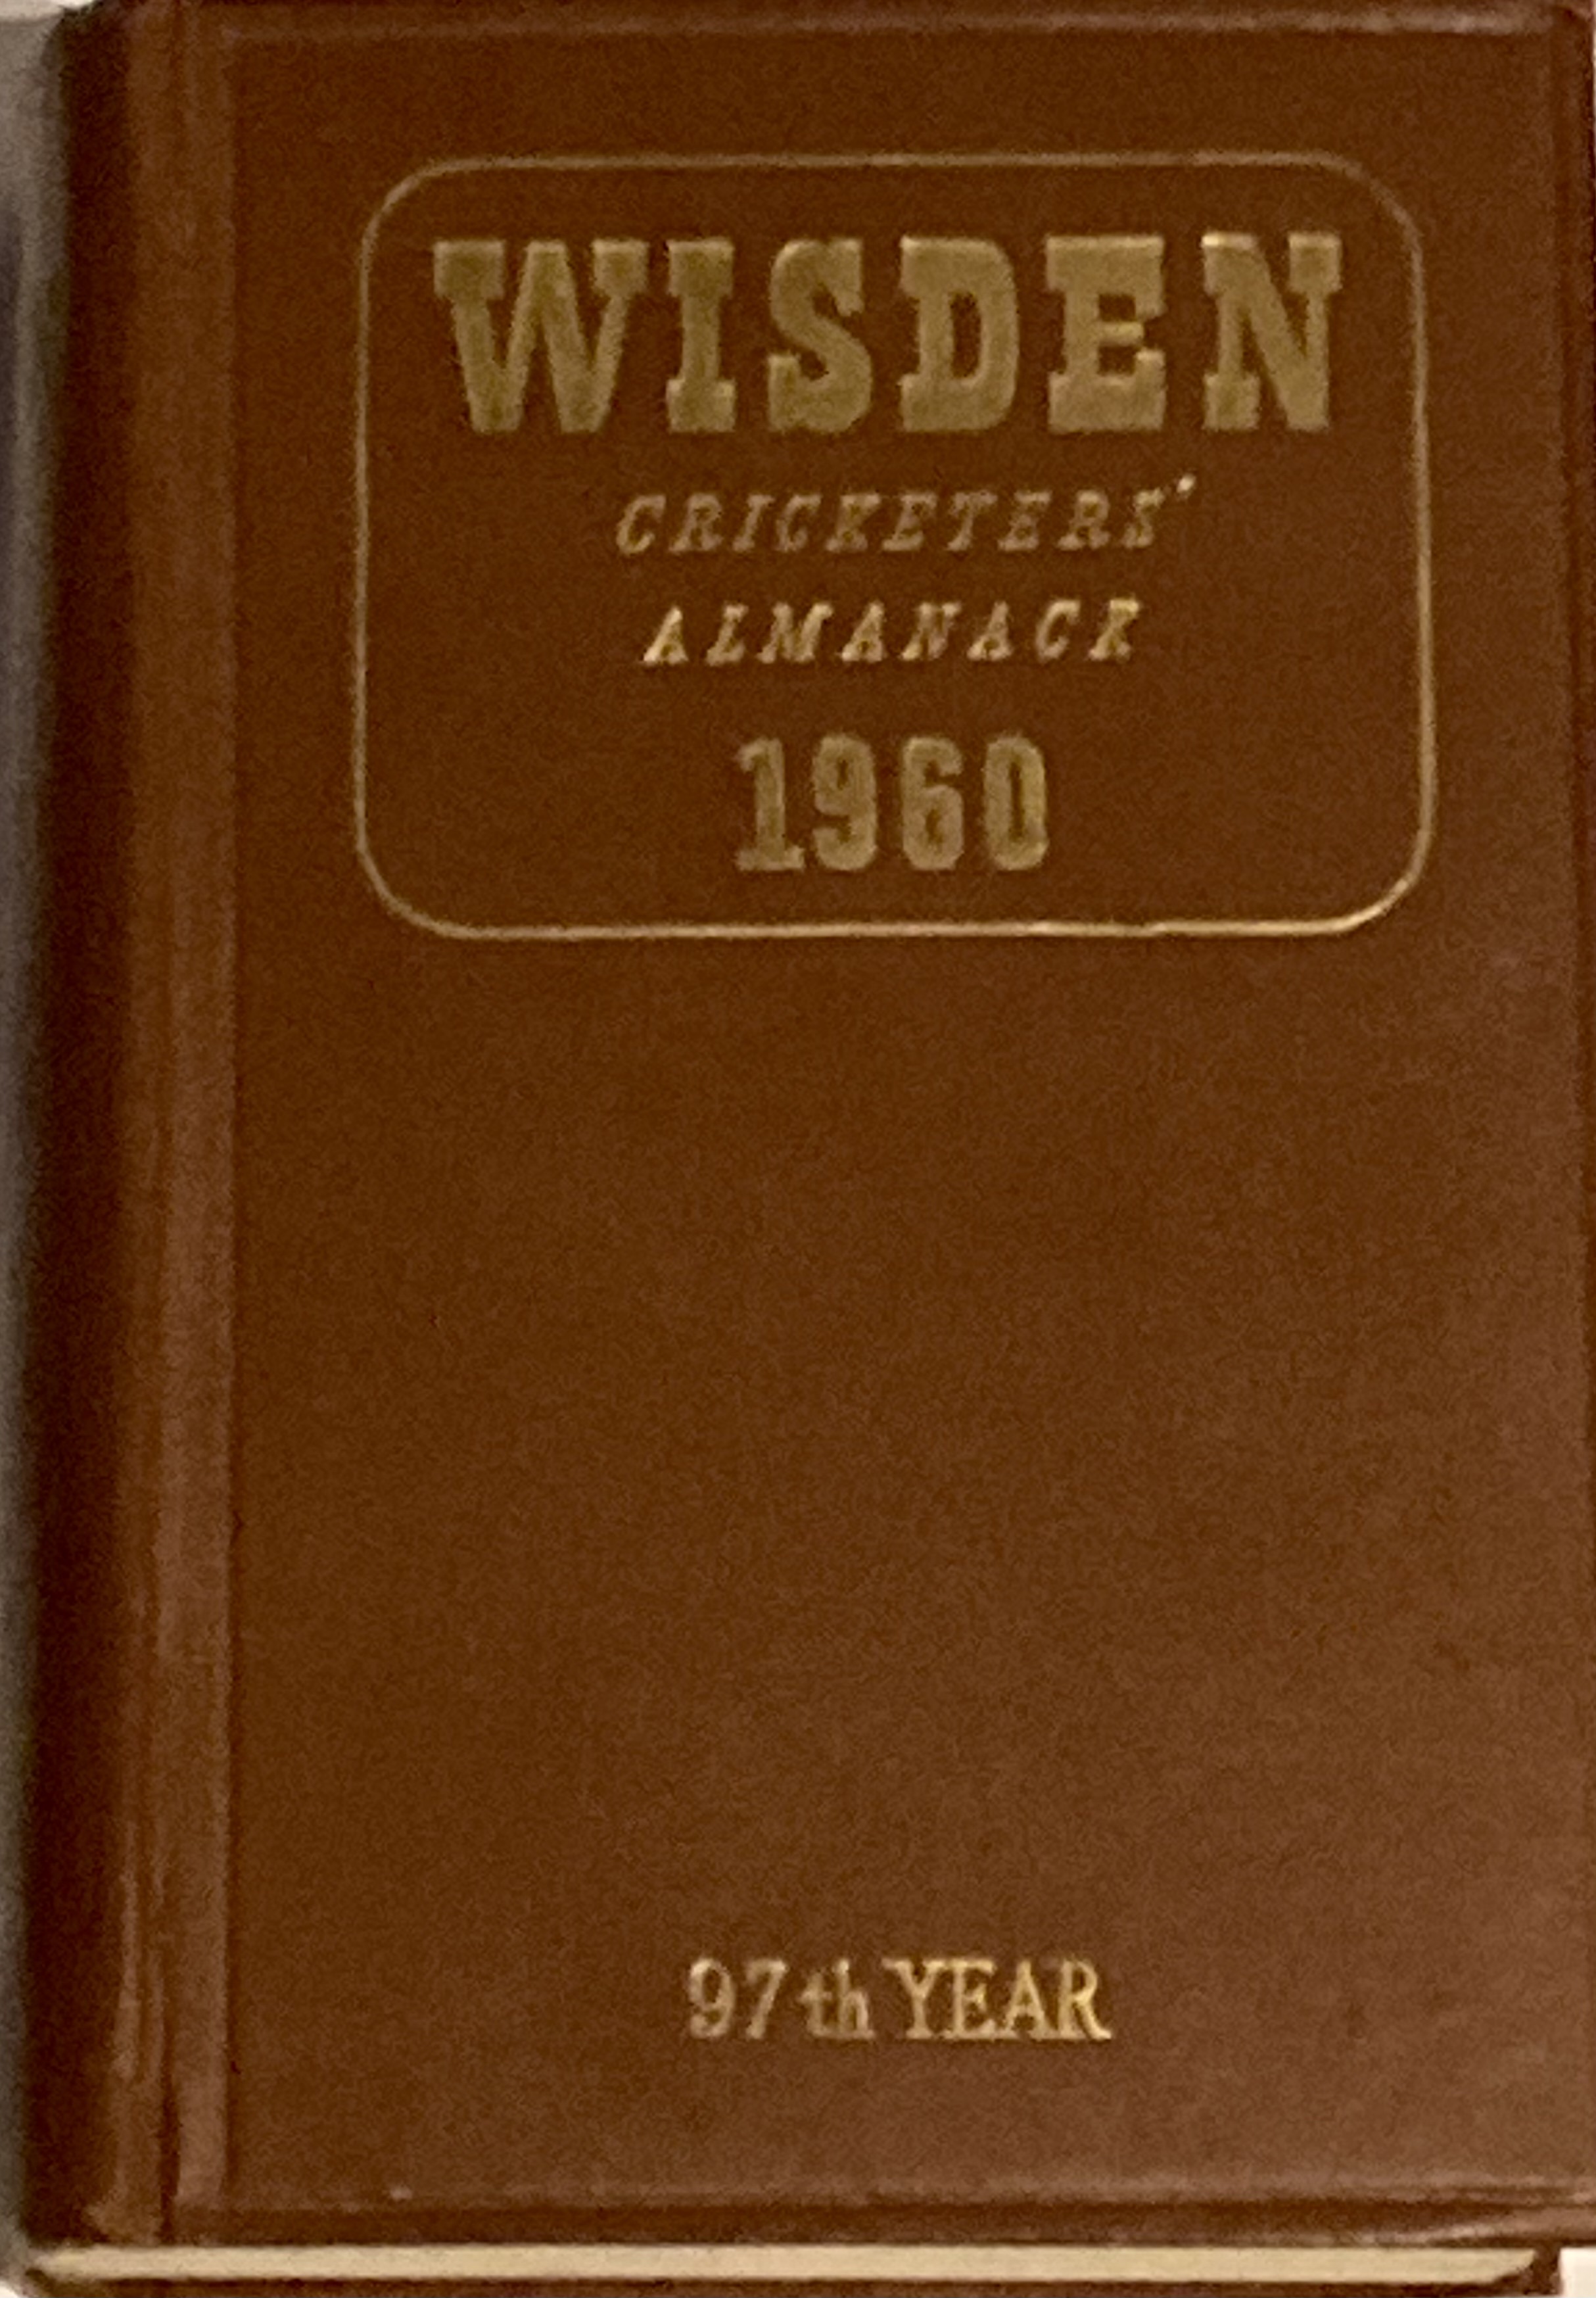 WISDEN
CRICKETERS'
ALMANACK
1960
97th YEAR